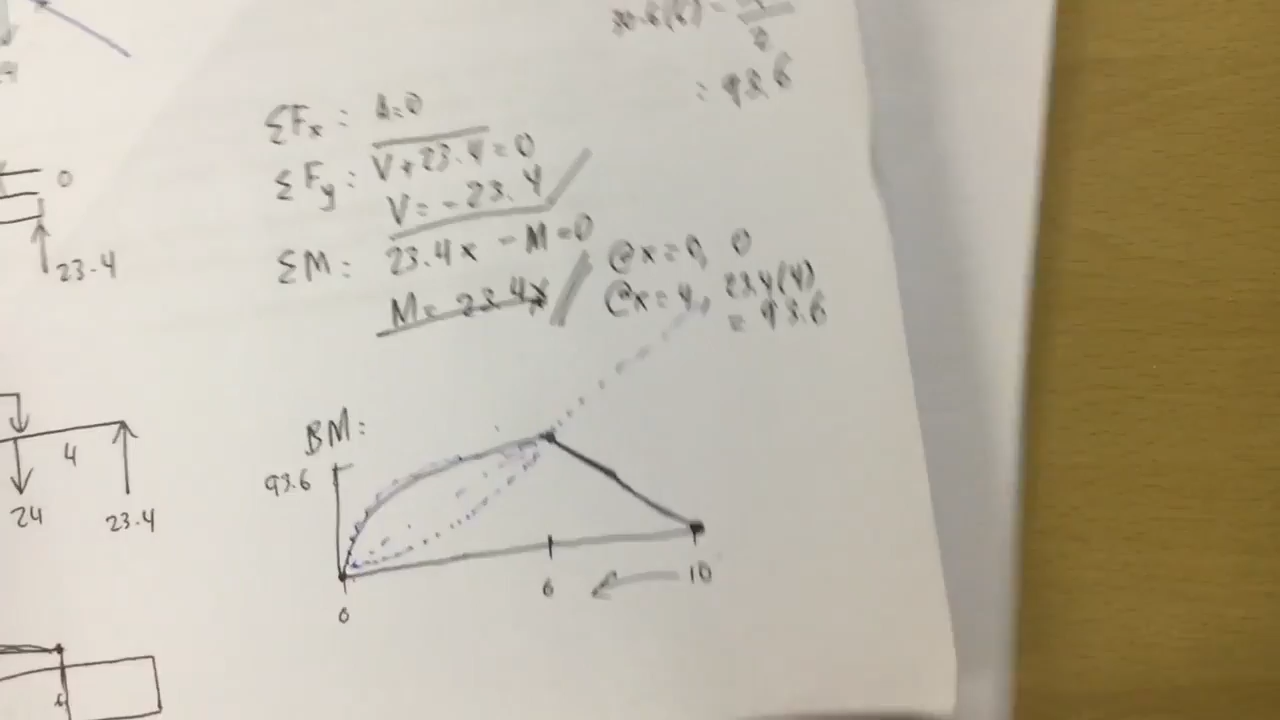 = 93.6
ΣFx: A=0
ΣFy: V+23.4=0
V=-23.4
ΣM: 23.4x - M=0
M= 23.4x
@x=0, 0
@x=4, 23.4(4)
= 93.6
0
23.4
4
24
23.4
BM:
93.6
0
6
10